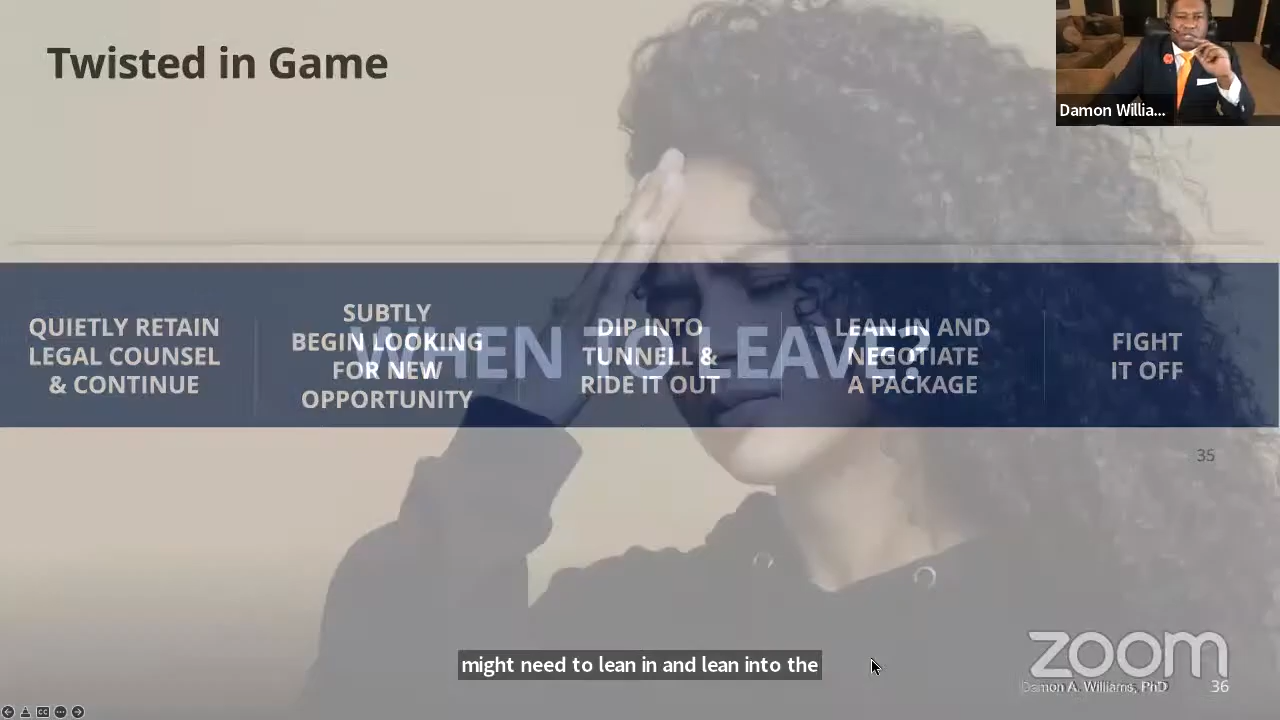 Twisted in Game
Damon Willia...
QUIETLY RETAIN
LEGAL COUNSEL
& CONTINUE
SUBTLY
BEGIN LOOKING
FOR NEW
OPPORTUNITY
DIP INTO
TUNNELL &
RIDE IT OUT
LEAN IN AND
NEGOTIATE
A PACKAGE
FIGHT
IT OFF
WHEN TO LEAVE?
35
might need to lean in and lean into the
zoom
Damon A. Williams, PhD
36